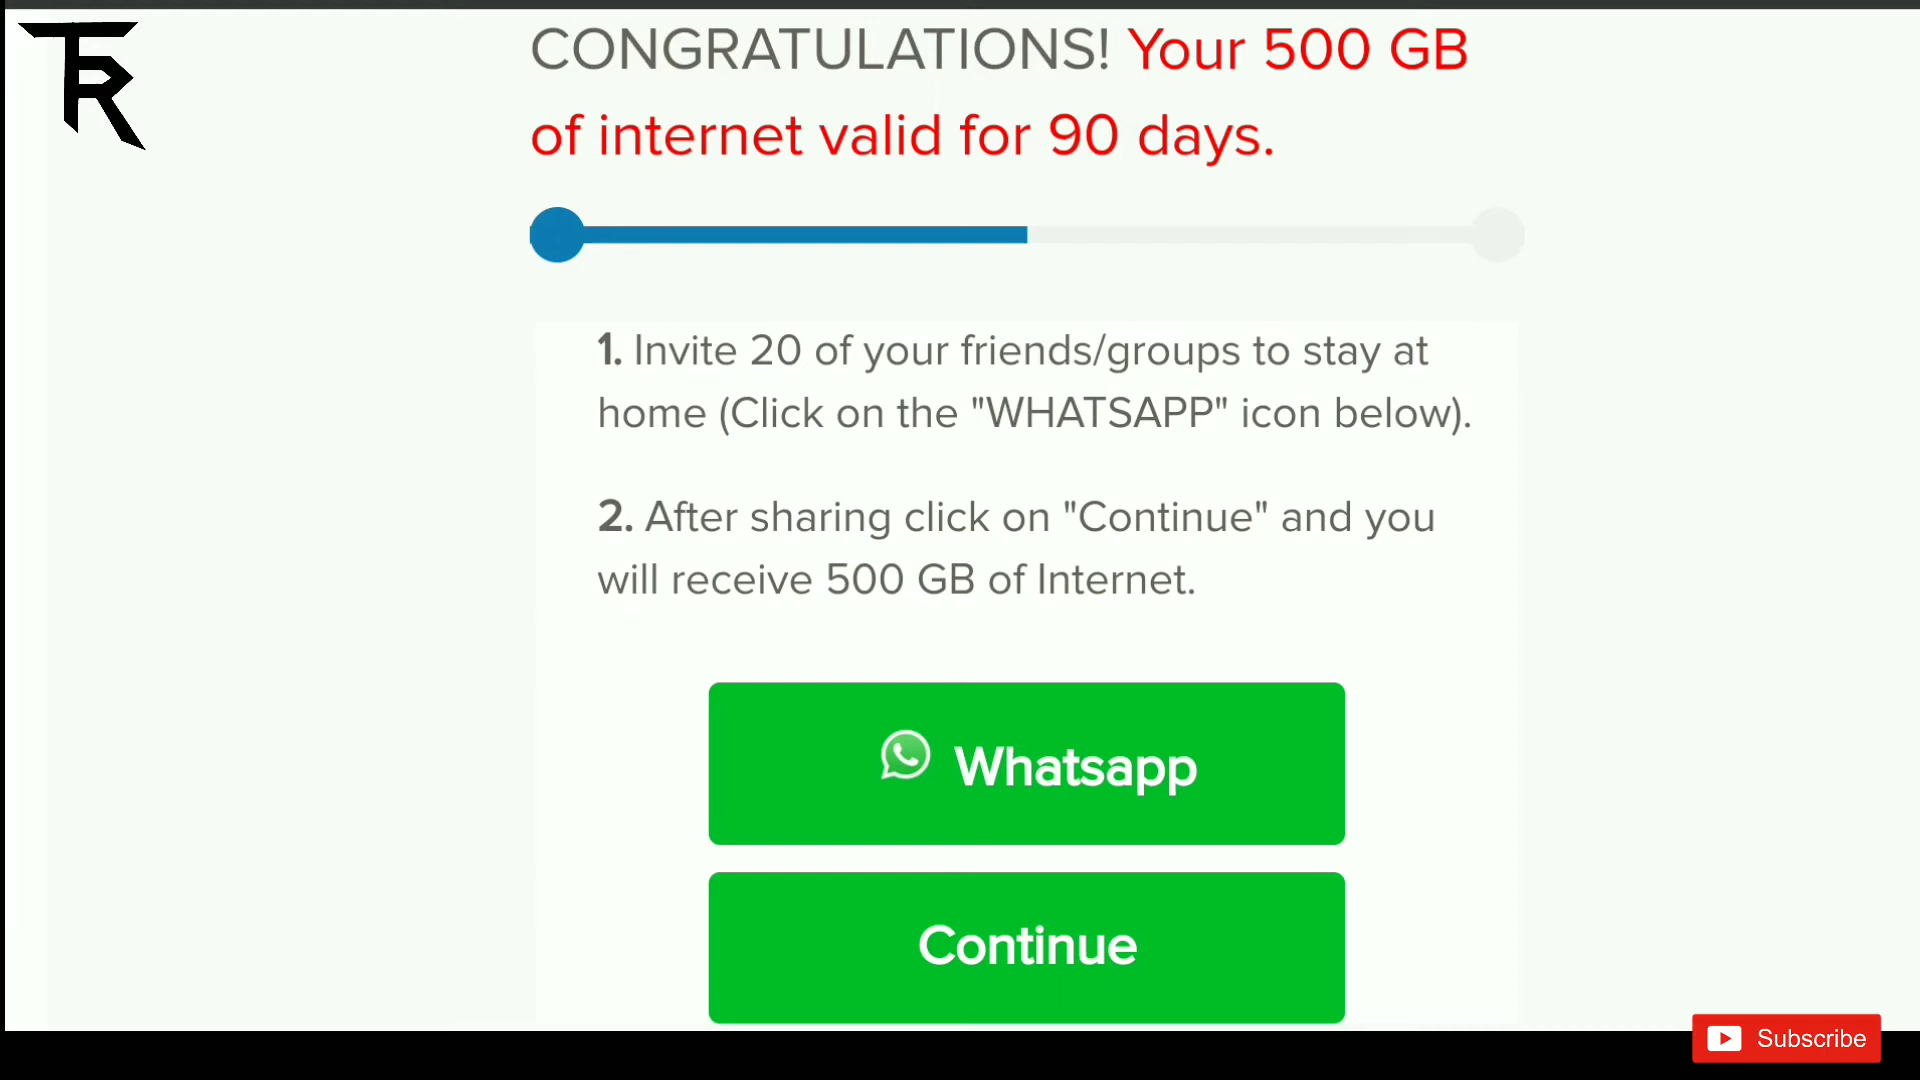 CONGRATULATIONS! Your 500 GB
of internet valid for 90 days.
1. Invite 20 of your friends/groups to stay at
home (Click on the "WHATSAPP" icon below).
2. After sharing click on "Continue" and you
will receive 500 GB of Internet.
Whatsapp
Continue
Subscribe